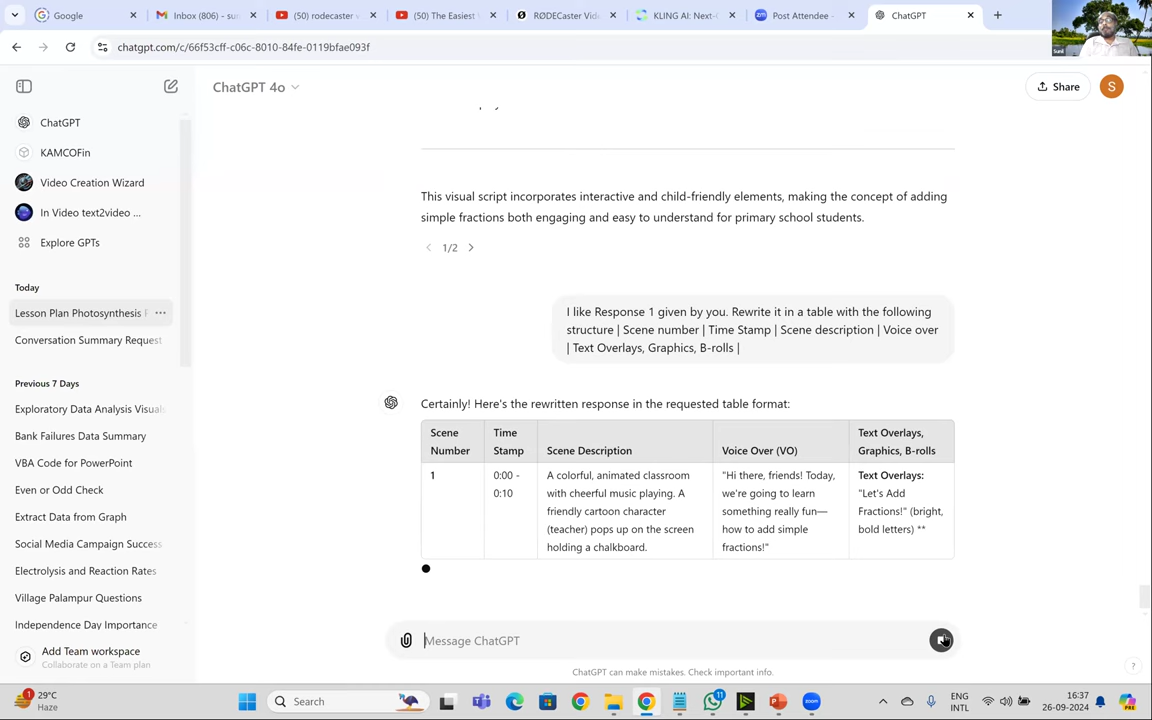 Google
Inbox (806) - sur
(50) rodecaster v
(50) The Easiest t
RØDECaster Vide
KLING AI: Next-G
Post Attendee -
ChatGPT
chatgpt.com/c/66f53cff-c06c-8010-84fe-0119bfae093f
Sunil
ChatGPT 4o
Share
S
ChatGPT
KAMCOFin
Video Creation Wizard
In Video text2video ...
Explore GPTs
Today
Lesson Plan Photosynthesis
Conversation Summary Request
Previous 7 Days
Exploratory Data Analysis Visuals
Bank Failures Data Summary
VBA Code for PowerPoint
Even or Odd Check
Extract Data from Graph
Social Media Campaign Success
Electrolysis and Reaction Rates
Village Palampur Questions
Independence Day Importance
Add Team workspace
Collaborate on a Team plan
This visual script incorporates interactive and child-friendly elements, making the concept of adding
simple fractions both engaging and easy to understand for primary school students.
1/2
I like Response 1 given by you. Rewrite it in a table with the following
structure | Scene number | Time Stamp | Scene description | Voice over
| Text Overlays, Graphics, B-rolls |
Certainly! Here's the rewritten response in the requested table format:
Scene
Number
Time
Stamp
Scene Description
Voice Over (VO)
Text Overlays,
Graphics, B-rolls
1
0:00 -
0:10
A colorful, animated classroom
with cheerful music playing. A
friendly cartoon character
(teacher) pops up on the screen
holding a chalkboard.
"Hi there, friends! Today,
we're going to learn
something really fun—
how to add simple
fractions!"
Text Overlays:
"Let's Add
Fractions!" (bright,
bold letters) **
Message ChatGPT
ChatGPT can make mistakes. Check important info.
?
1
29°C
Haze
Search
11
ENG
INTL
16:37
26-09-2024
PRE